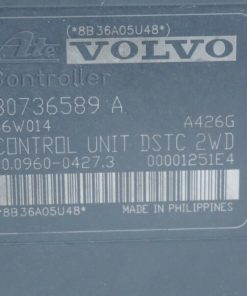 (*8B36A05U48*)
Ate VOLVO
Controller
30736589 A
6W014 A426G
CONTROL UNIT DSTC 2WD
0.0960-0427.3 00001251E4
*8B36A05U48* MADE IN PHILIPPINES